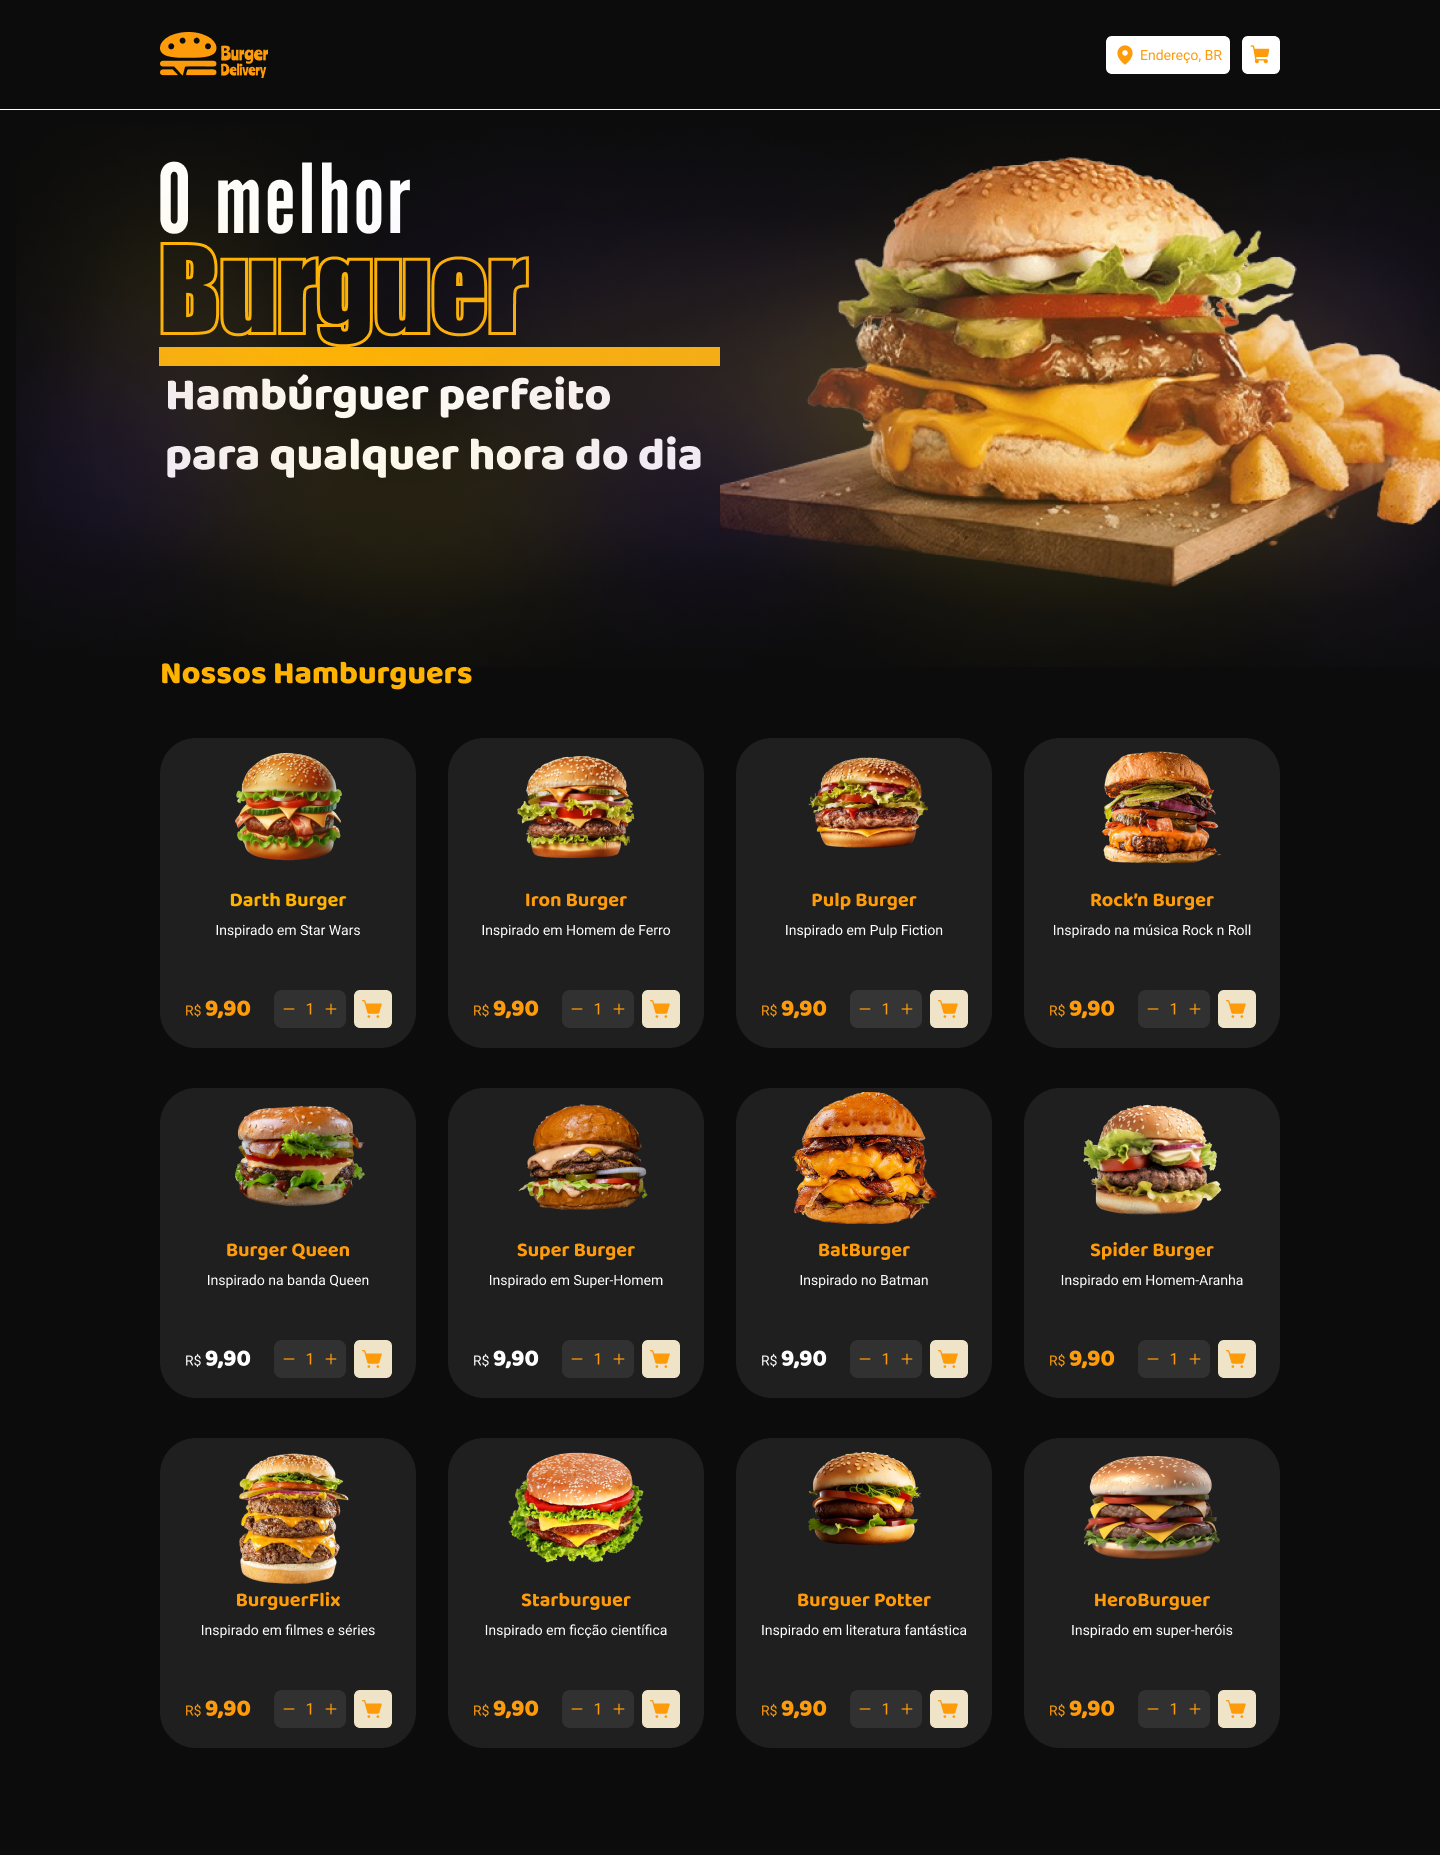 Burger
Delivery
Endereço, BR
O melhor
Burguer
Hambúrguer perfeito
para qualquer hora do dia
Nossos Hamburguers
Darth Burger
Inspirado em Star Wars
R$ 9,90
− 1 +
Iron Burger
Inspirado em Homem de Ferro
R$ 9,90
− 1 +
Pulp Burger
Inspirado em Pulp Fiction
R$ 9,90
− 1 +
Rock’n Burger
Inspirado na música Rock n Roll
R$ 9,90
− 1 +
Burger Queen
Inspirado na banda Queen
R$ 9,90
− 1 +
Super Burger
Inspirado em Super-Homem
R$ 9,90
− 1 +
BatBurger
Inspirado no Batman
R$ 9,90
− 1 +
Spider Burger
Inspirado em Homem-Aranha
R$ 9,90
− 1 +
BurguerFlix
Inspirado em filmes e séries
R$ 9,90
− 1 +
Starburguer
Inspirado em ficção científica
R$ 9,90
− 1 +
Burguer Potter
Inspirado em literatura fantástica
R$ 9,90
− 1 +
HeroBurguer
Inspirado em super-heróis
R$ 9,90
− 1 +